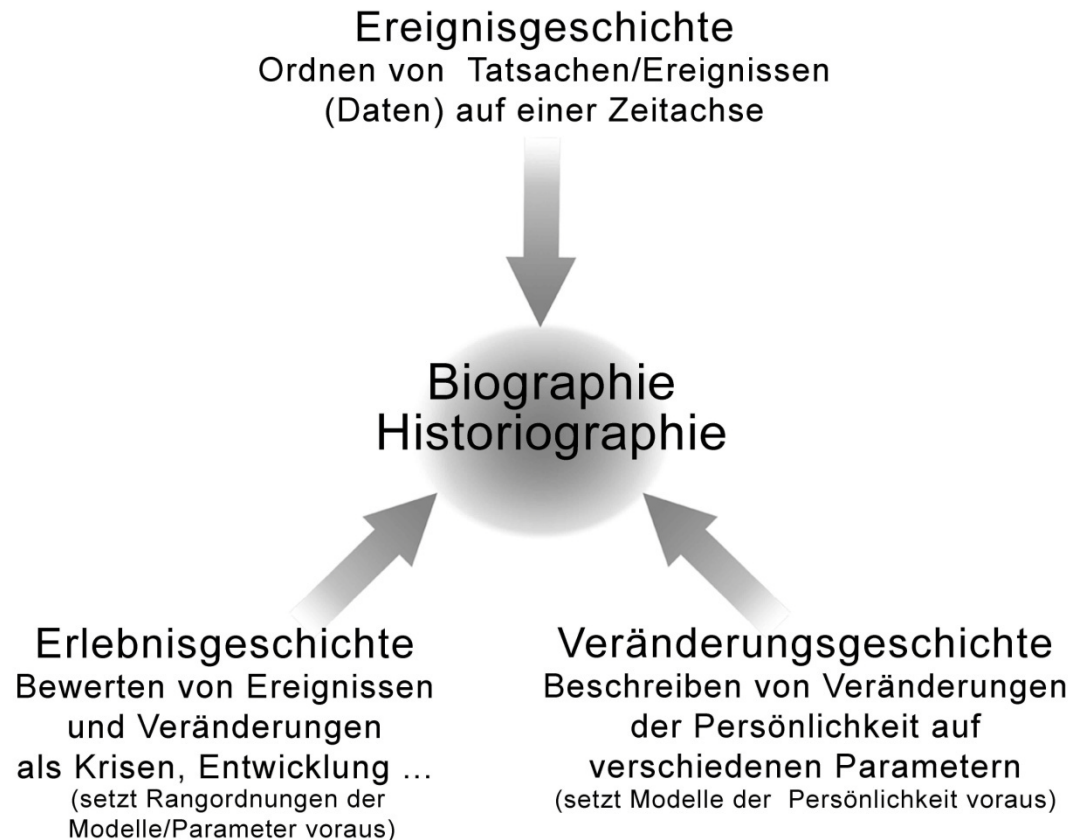 Ereignisgeschichte
Ordnen von Tatsachen/Ereignissen
(Daten) auf einer Zeitachse
Biographie
Historiographie
Erlebnisgeschichte
Bewerten von Ereignissen
und Veränderungen
als Krisen, Entwicklung ...
(setzt Rangordnungen der
Modelle/Parameter voraus)
Veränderungsgeschichte
Beschreiben von Veränderungen
der Persönlichkeit auf
verschiedenen Parametern
(setzt Modelle der Persönlichkeit voraus)